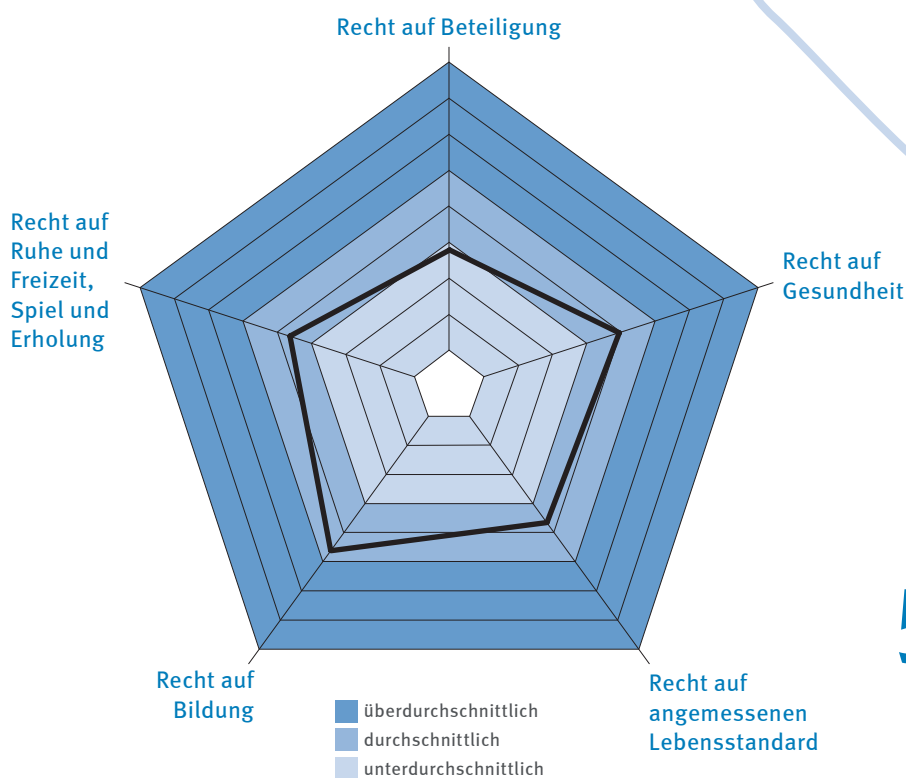 Recht auf Beteiligung
Recht auf
Ruhe und
Freizeit,
Spiel und
Erholung
Recht auf
Gesundheit
Recht auf
Bildung
Recht auf
angemessenen
Lebensstandard
überdurchschnittlich
durchschnittlich
unterdurchschnittlich